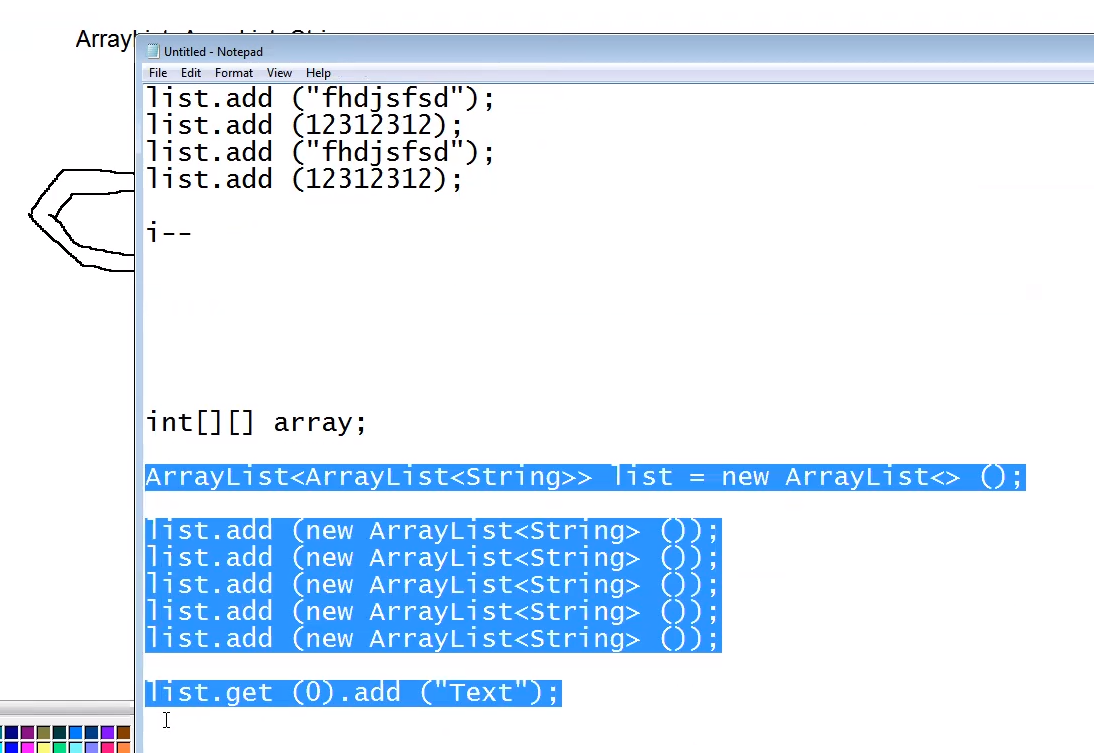 Untitled - Notepad
File Edit Format View Help
list.add ("fhdjsfsd");
list.add (12312312);
list.add ("fhdjsfsd");
list.add (12312312);
i--
int[][] array;
ArrayList<ArrayList<String>> list = new ArrayList<> ();
list.add (new ArrayList<String> ());
list.add (new ArrayList<String> ());
list.add (new ArrayList<String> ());
list.add (new ArrayList<String> ());
list.add (new ArrayList<String> ());
list.get (0).add ("Text");